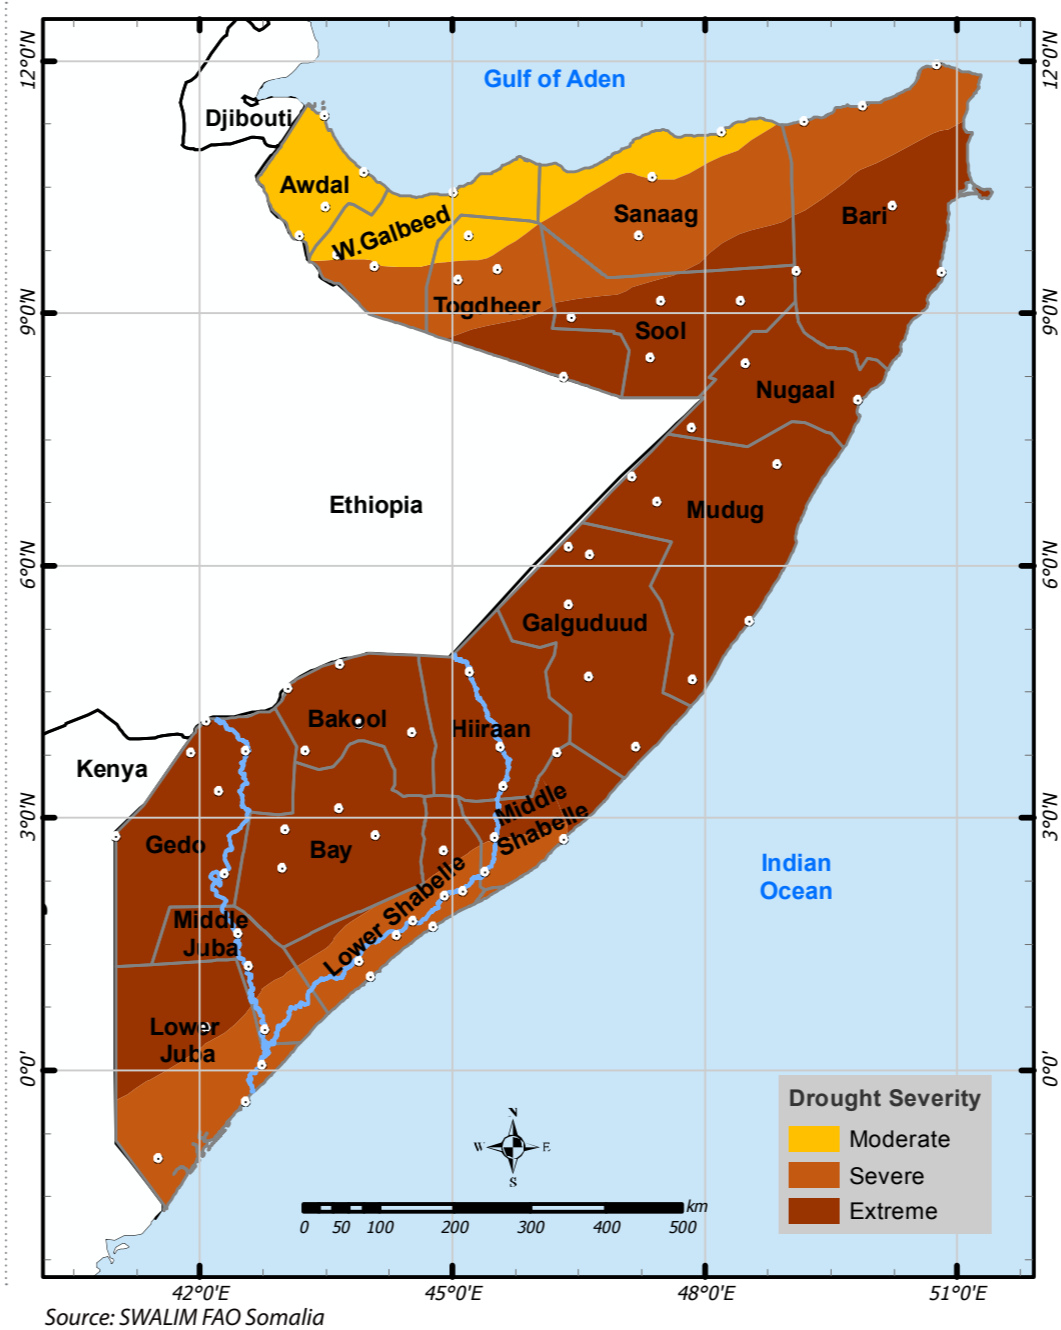 12°0'N
12°0'N
Gulf of Aden
Djibouti
Awdal
Sanaag
Bari
W.Galbeed
Togdheer
9°0'N
9°0'N
Sool
Nugaal
Ethiopia
Mudug
6°0'N
6°0'N
Galguduud
Bakool
Hiiraan
Kenya
Middle
Shabelle
3°0'N
3°0'N
Gedo
Bay
Indian
Ocean
Lower Shabelle
Middle
Juba
Lower
Juba
0°0'
0°0'
Drought Severity
Moderate
Severe
Extreme
N
W
E
S
km
0 50 100 200 300 400 500
42°0'E
45°0'E
48°0'E
51°0'E
Source: SWALIM FAO Somalia